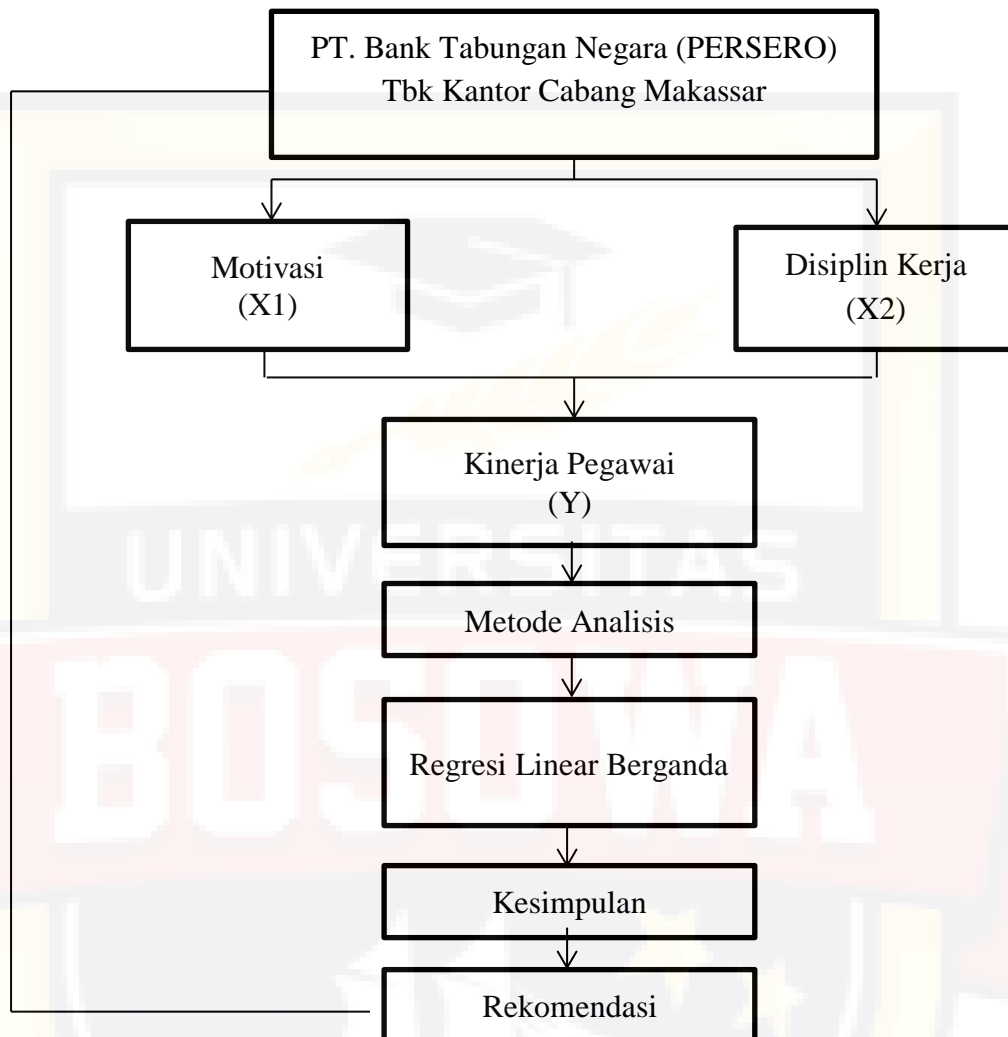 PT. Bank Tabungan Negara (PERSERO)
Tbk Kantor Cabang Makassar
Motivasi
(X1)
Disiplin Kerja
(X2)
Kinerja Pegawai
(Y)
UNIVERSITAS
Metode Analisis
BOSOWA
Regresi Linear Berganda
Kesimpulan
Rekomendasi